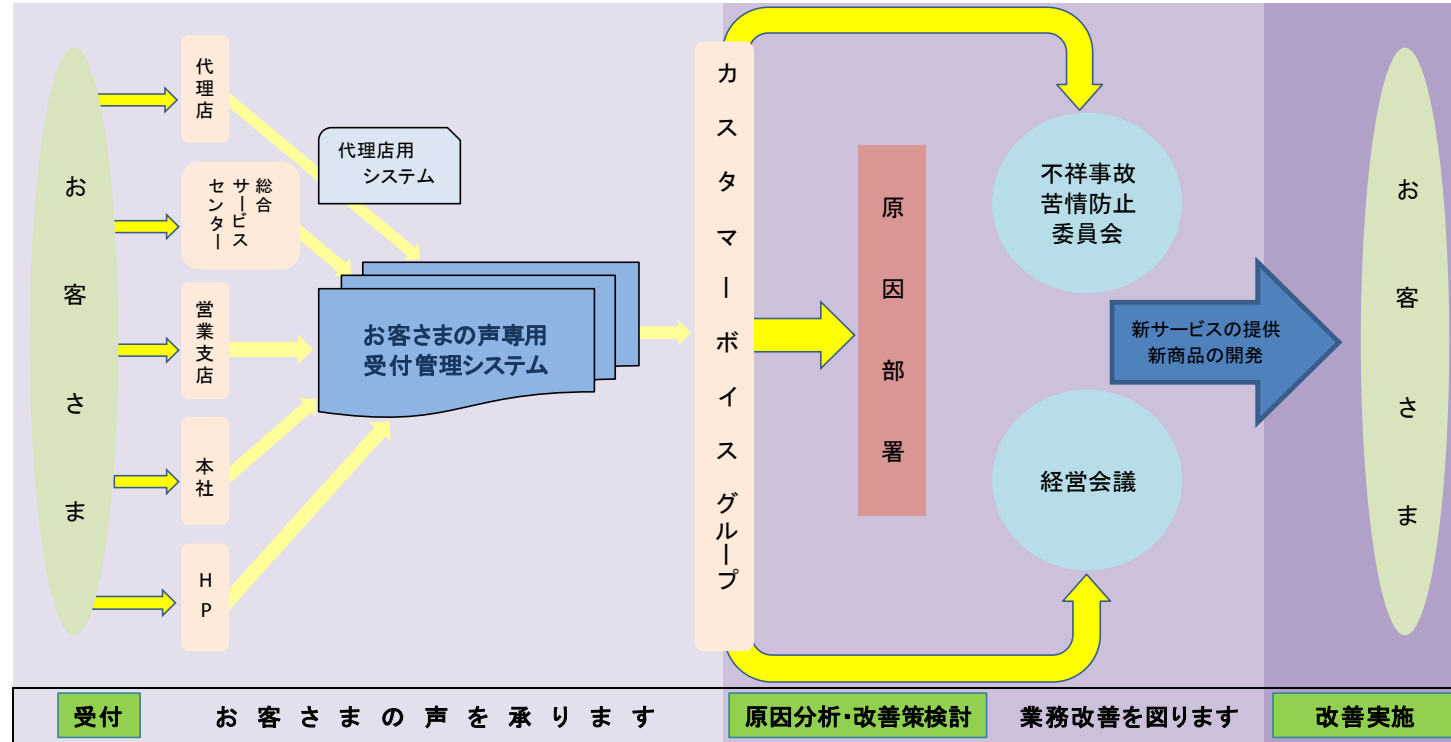 お客さま
代理店
総合
サービス
センター
営業支店
本社
HP
代理店用
システム
お客さまの声専用
受付管理システム
カスタマーボイスグループ
原因部署
不祥事故
苦情防止
委員会
経営会議
新サービスの提供
新商品の開発
お客さま
受付
お客さまの声を承ります
原因分析・改善策検討
業務改善を図ります
改善実施